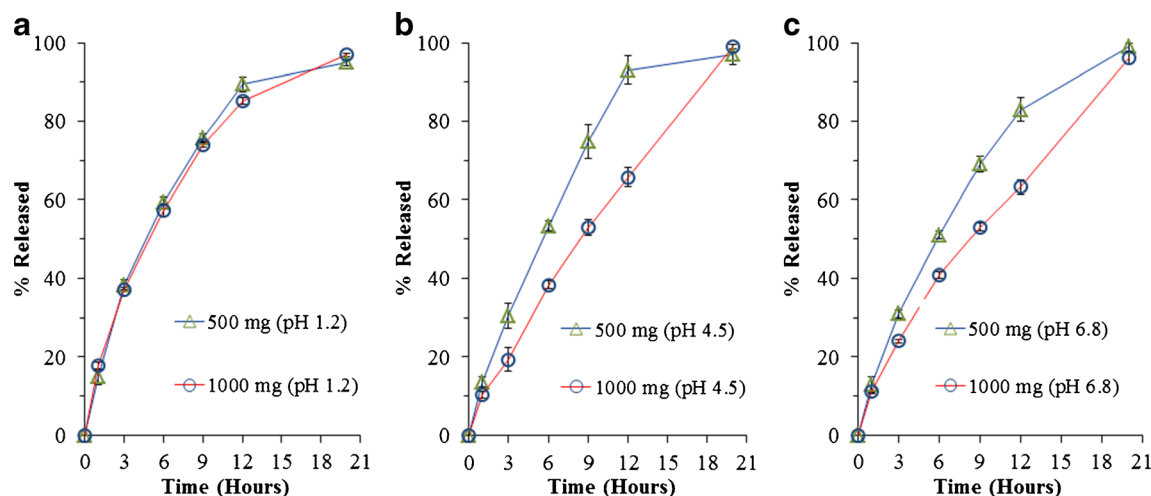 a
100
80
60
40
20
0
% Released
500 mg (pH 1.2)
1000 mg (pH 1.2)
0 3 6 9 12 15 18 21
Time (Hours)
b
100
80
60
40
20
0
% Released
500 mg (pH 4.5)
1000 mg (pH 4.5)
0 3 6 9 12 15 18 21
Time (Hours)
c
100
80
60
40
20
0
% Released
500 mg (pH 6.8)
1000 mg (pH 6.8)
0 3 6 9 12 15 18 21
Time (Hours)